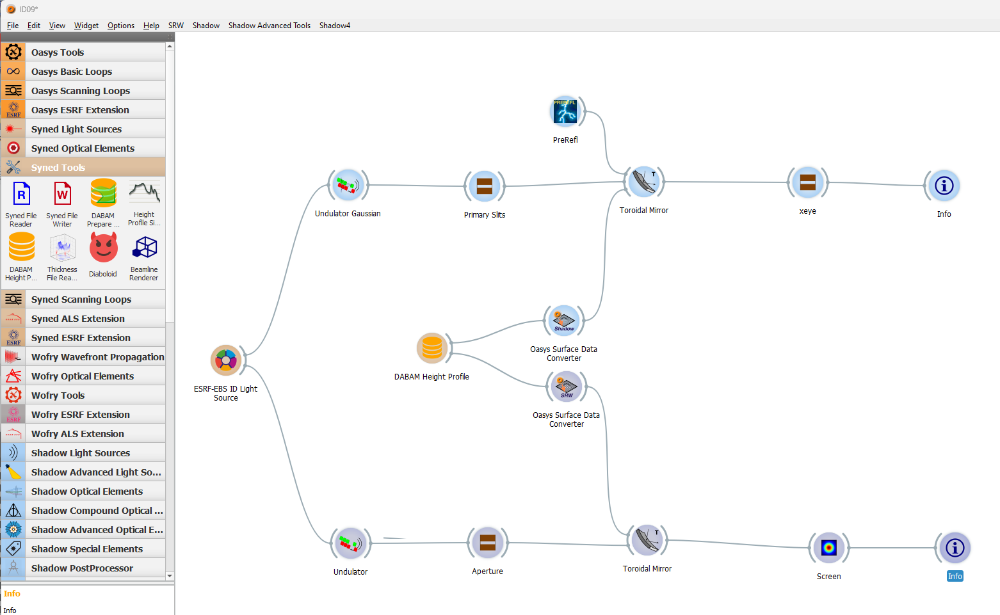 ID09*
File Edit View Widget Options Help SRW Shadow Shadow Advanced Tools Shadow4
Oasys Tools
Oasys Basic Loops
Oasys Scanning Loops
ESRF
Oasys ESRF Extension
Syned Light Sources
Syned Optical Elements
Syned Tools
R
W
Syned File
Reader
Syned File
Writer
DABAM
Prepare ...
Height
Profile Si...
DABAM
Height P...
Thickness
File Rea...
Diaboloid
Beamline
Renderer
Syned Scanning Loops
Syned ALS Extension
ESRF
Syned ESRF Extension
Wofry Wavefront Propagation
Wofry Optical Elements
Wofry Tools
ESRF
Wofry ESRF Extension
Wofry ALS Extension
Shadow Light Sources
Shadow Advanced Light So...
Shadow Optical Elements
Shadow Compound Optical ...
Shadow Advanced Optical E...
Shadow Special Elements
Shadow PostProcessor
Info
Info
PREREFL
PreRefl
Undulator Gaussian
Primary Slits
T
Toroidal Mirror
xeye
Info
ESRF-EBS ID Light
Source
DABAM Height Profile
Shadow
Oasys Surface Data
Converter
SRW
Oasys Surface Data
Converter
Undulator
Aperture
T
Toroidal Mirror
Screen
Info